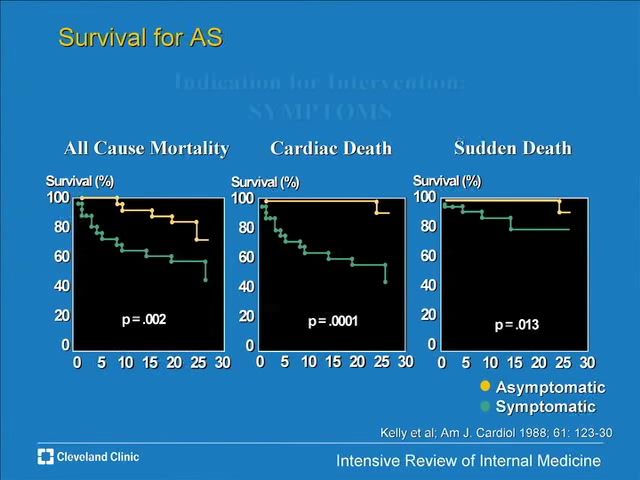 Survival for AS
Indication for Intervention:
SYMPTOMS
All Cause Mortality
Cardiac Death
Sudden Death
Survival (%)
Survival (%)
Survival (%)
100
80
60
40
20
0
p = .002
0 5 10 15 20 25 30
100
80
60
40
20
0
p = .0001
0 5 10 15 20 25 30
100
80
60
40
20
0
p = .013
0 5 10 15 20 25 30
Asymptomatic
Symptomatic
Kelly et al; Am J. Cardiol 1988; 61: 123-30
Cleveland Clinic
Intensive Review of Internal Medicine